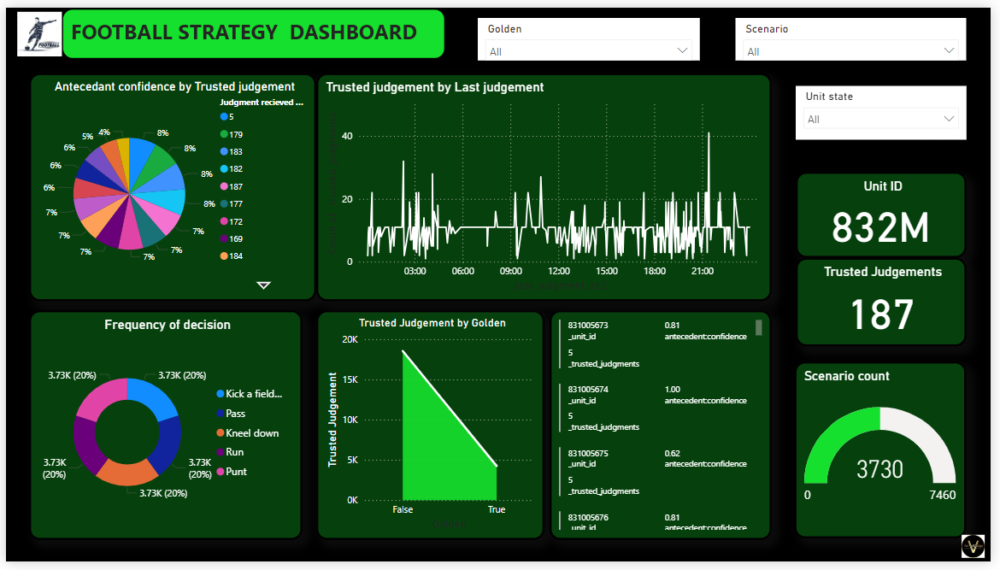 FOOTBALL STRATEGY DASHBOARD
FOOTBALL
Golden
All
Scenario
All
Unit state
All
Antecedant confidence by Trusted judgement
Judgment recieved ...
5
179
183
182
187
177
172
169
184
8%
8%
8%
8%
7%
7%
7%
7%
7%
7%
6%
6%
6%
5%
4%
Trusted judgement by Last judgement
40
20
0
03:00
06:00
09:00
12:00
15:00
18:00
21:00
Unit ID
832M
Trusted Judgements
187
Frequency of decision
3.73K (20%)
3.73K (20%)
3.73K
(20%)
3.73K
(20%)
3.73K (20%)
Kick a field...
Pass
Kneel down
Run
Punt
Trusted Judgement by Golden
Trusted Judgement
20K
15K
10K
5K
0K
False
True
Golden
831005673
_unit_id
0.81
antecedent:confidence
5
_trusted_judgments
831005674
_unit_id
1.00
antecedent:confidence
5
_trusted_judgments
831005675
_unit_id
0.62
antecedent:confidence
5
_trusted_judgments
831005676
_unit_id
0.81
antecedent:confidence
Scenario count
3730
0
7460